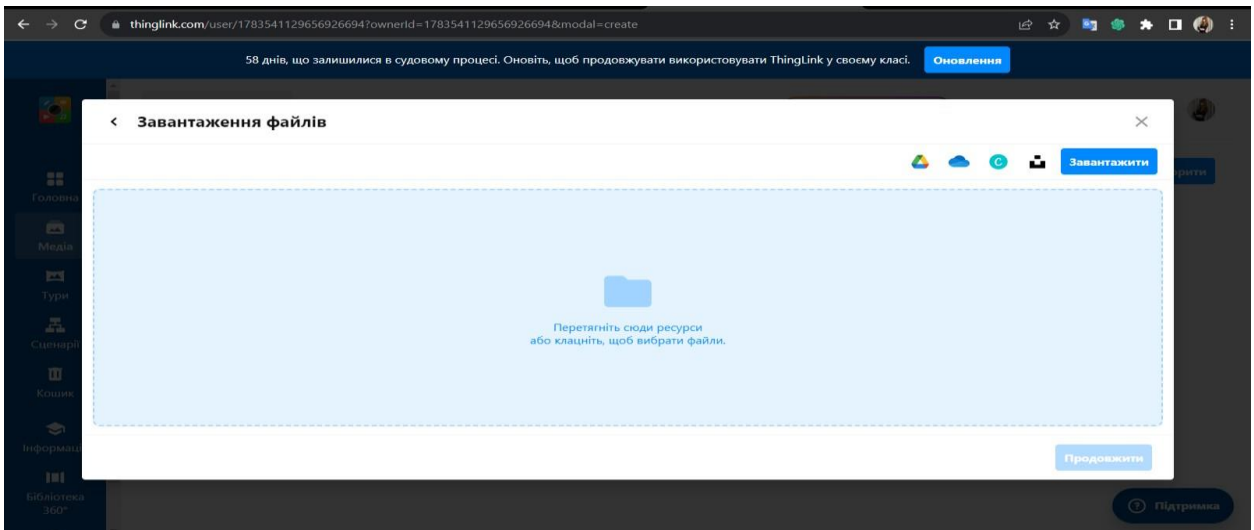 thinglink.com/user/1783541129656926694?ownerId=1783541129656926694&modal=create
58 днів, що залишилися в судовому процесі. Оновіть, щоб продовжувати використовувати ThingLink у своєму класі. Оновлення
Завантаження файлів
Завантажити
орити
Головна
Медіа
Тури
Сценарії
Кошик
Інформаці
Бібліотека
360°
Перетягніть сюди ресурси
або клацніть, щоб вибрати файли.
Продовжити
Підтримка